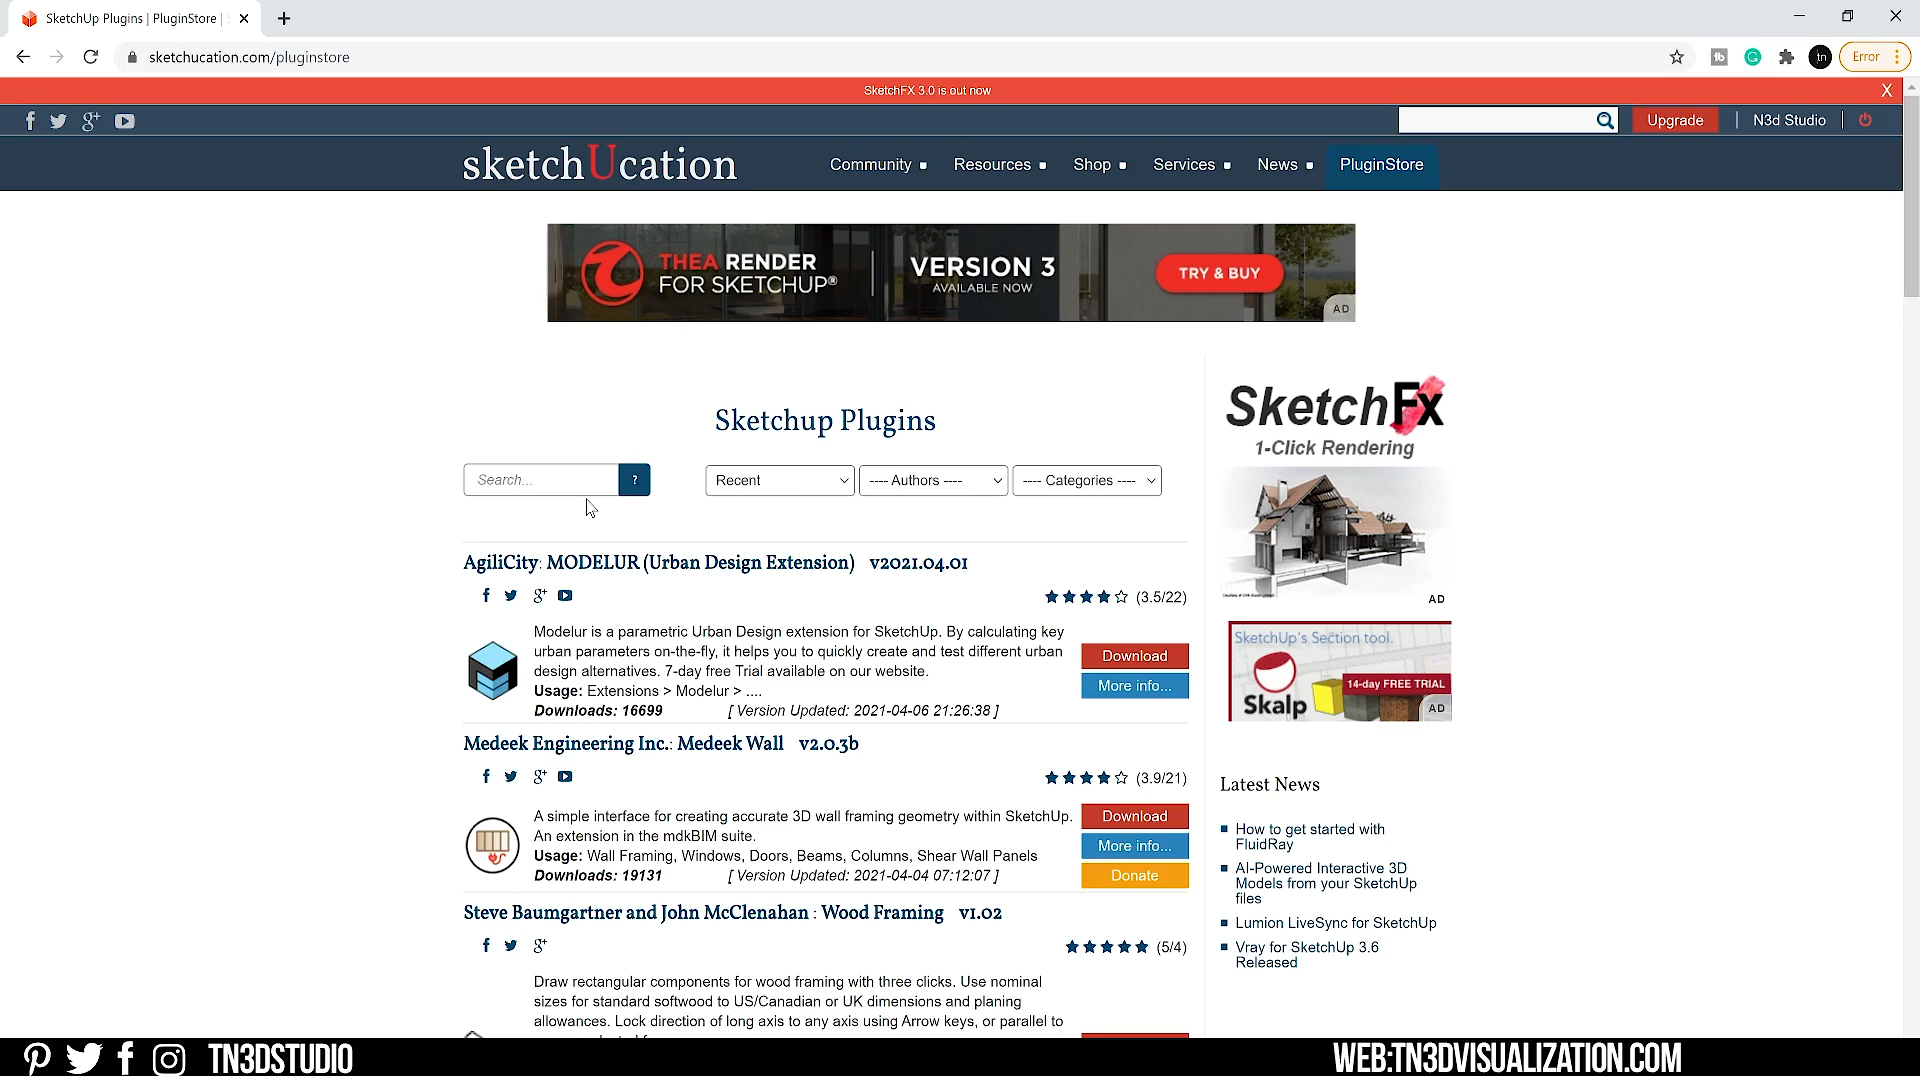 SketchUp Plugins | PluginStore |
sketchucation.com/pluginstore
Error
SketchFX 3.0 is out now
X
Upgrade
N3d Studio
sketchUcation
Community
Resources
Shop
Services
News
PluginStore
THEA RENDER
FOR SKETCHUP®
VERSION 3
AVAILABLE NOW
TRY & BUY
AD
Sketchup Plugins
Search...
?
Recent
---- Authors ----
---- Categories ----
AgiliCity: MODELUR (Urban Design Extension) v2021.04.01
(3.5/22)
Modelur is a parametric Urban Design extension for SketchUp. By calculating key
urban parameters on-the-fly, it helps you to quickly create and test different urban
design alternatives. 7-day free Trial available on our website.
Usage: Extensions > Modelur > ....
Downloads: 16699 [ Version Updated: 2021-04-06 21:26:38 ]
Download
More info...
Medeek Engineering Inc.: Medeek Wall v2.0.3b
(3.9/21)
A simple interface for creating accurate 3D wall framing geometry within SketchUp.
An extension in the mdkBIM suite.
Usage: Wall Framing, Windows, Doors, Beams, Columns, Shear Wall Panels
Downloads: 19131 [ Version Updated: 2021-04-04 07:12:07 ]
Download
More info...
Donate
Steve Baumgartner and John McClenahan : Wood Framing v1.02
(5/4)
Draw rectangular components for wood framing with three clicks. Use nominal
sizes for standard softwood to US/Canadian or UK dimensions and planing
allowances. Lock direction of long axis to any axis using Arrow keys, or parallel to
SketchFx
1-Click Rendering
AD
SketchUp's Section tool.
14-day FREE TRIAL
Skalp
AD
Latest News
How to get started with
FluidRay
AI-Powered Interactive 3D
Models from your SketchUp
files
Lumion LiveSync for SketchUp
Vray for SketchUp 3.6
Released
TN3DSTUDIO
WEB:TN3DVISUALIZATION.COM